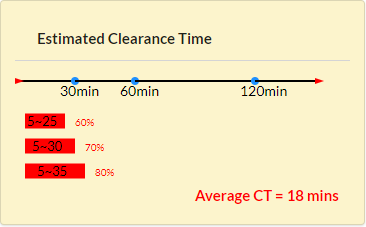 Estimated Clearance Time
30min 60min 120min
5~25 60%
5~30 70%
5~35 80%
Average CT = 18 mins